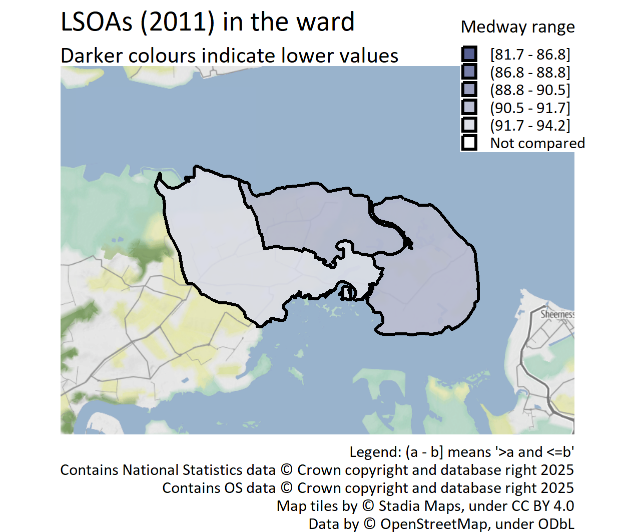 LSOAs (2011) in the ward
Darker colours indicate lower values
Medway range
[81.7 - 86.8]
(86.8 - 88.8]
(88.8 - 90.5]
(90.5 - 91.7]
(91.7 - 94.2]
Not compared
Sheerness
Legend: (a - b] means '>a and <=b'
Contains National Statistics data © Crown copyright and database right 2025
Contains OS data © Crown copyright and database right 2025
Map tiles by © Stadia Maps, under CC BY 4.0
Data by © OpenStreetMap, under ODbL